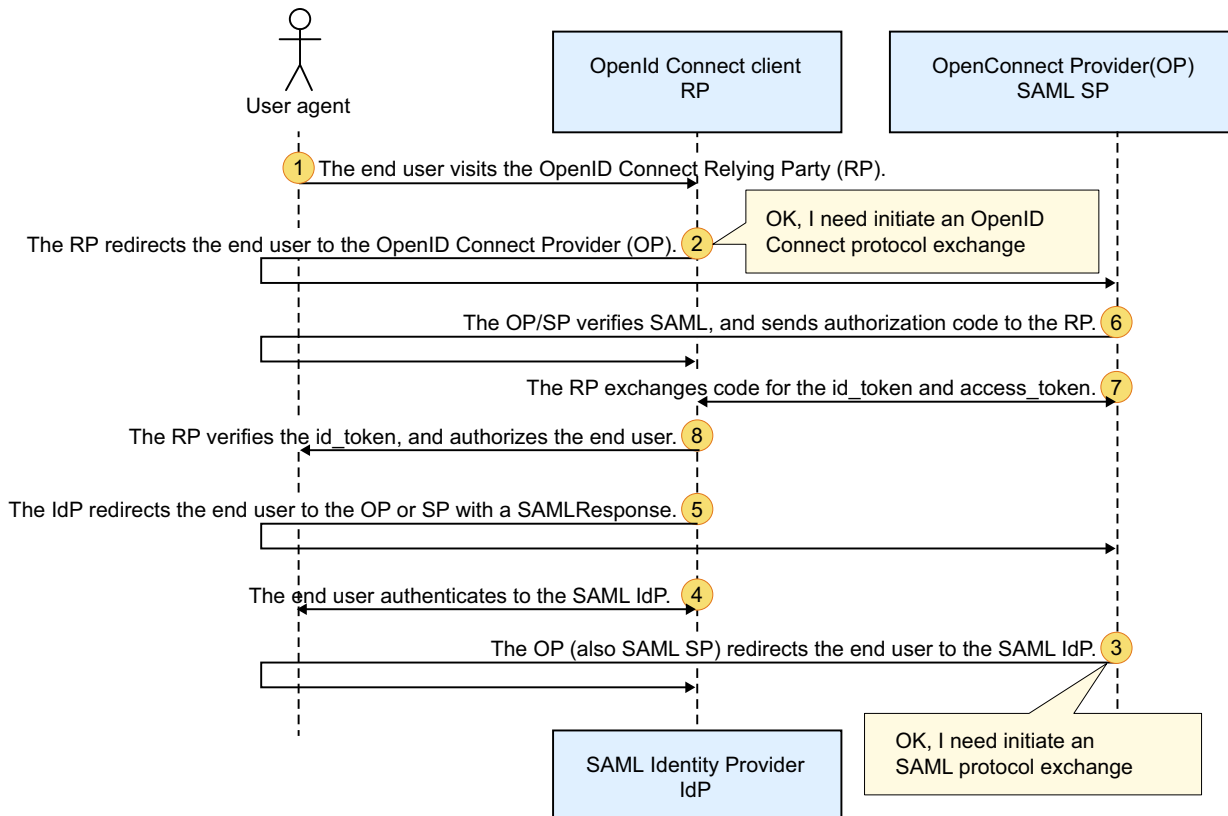 User agent
OpenId Connect client
RP
OpenConnect Provider(OP)
SAML SP
1 The end user visits the OpenID Connect Relying Party (RP).
OK, I need initiate an OpenID
Connect protocol exchange
The RP redirects the end user to the OpenID Connect Provider (OP). 2
The OP/SP verifies SAML, and sends authorization code to the RP. 6
The RP exchanges code for the id_token and access_token. 7
The RP verifies the id_token, and authorizes the end user. 8
The IdP redirects the end user to the OP or SP with a SAMLResponse. 5
The end user authenticates to the SAML IdP. 4
The OP (also SAML SP) redirects the end user to the SAML IdP. 3
OK, I need initiate an
SAML protocol exchange
SAML Identity Provider
IdP